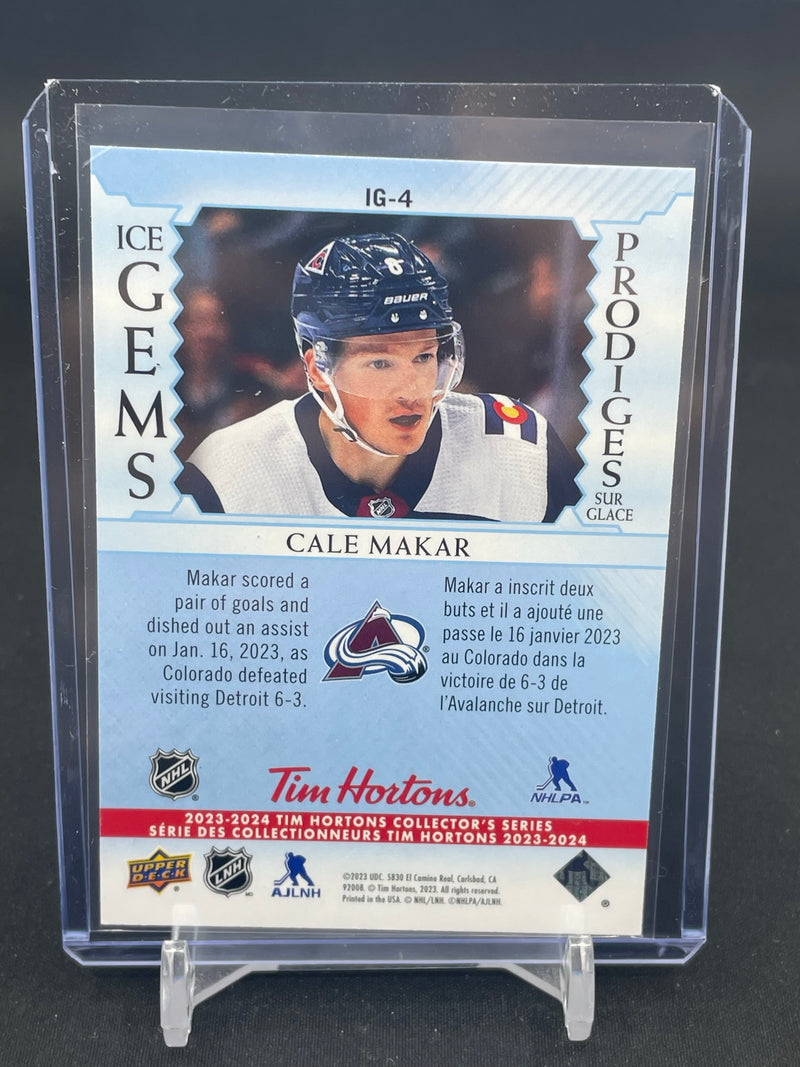 IG-4
ICE
GEMS
PRODIGES
SUR
GLACE
8
BAUER
NHL
CALE MAKAR
Makar scored a
pair of goals and
dished out an assist
on Jan. 16, 2023, as
Colorado defeated
visiting Detroit 6-3.
A
®
Makar a inscrit deux
buts et il a ajouté une
passe le 16 janvier 2023
au Colorado dans la
victoire de 6-3 de
l'Avalanche sur Detroit.
NHL ®
Tim Hortons®
NHLPA™
2023-2024 TIM HORTONS COLLECTOR'S SERIES
SÉRIE DES COLLECTIONNEURS TIM HORTONS 2023-2024
UPPER
DECK ®
LNH MD
AJLNH
©2023 UDC. 5830 El Camino Real, Carlsbad, CA
92008. © Tim Hortons, 2023. All rights reserved.
Printed in the USA. © NHL/LNH. ©NHLPA/AJLNH.
®